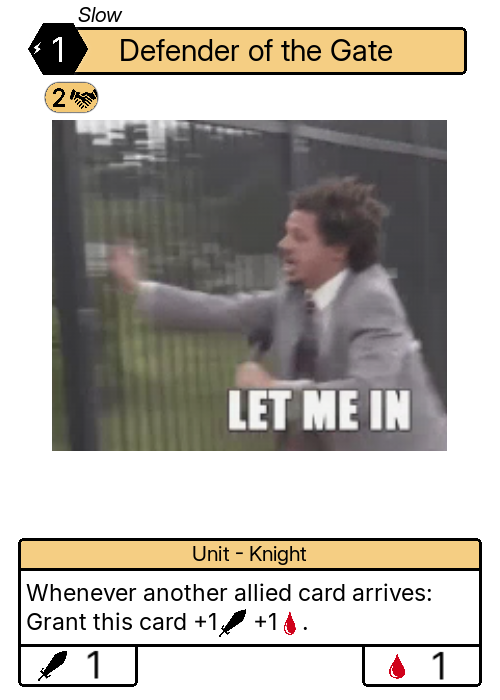 Slow
1
Defender of the Gate
2
LET ME IN
Unit - Knight
Whenever another allied card arrives:
Grant this card +1 +1 .
1
1